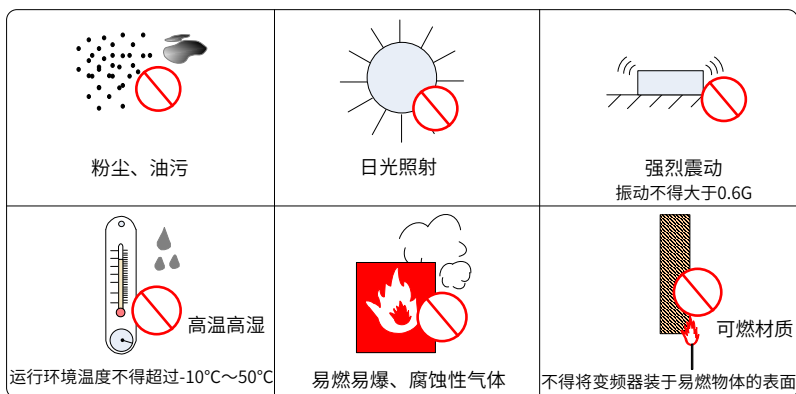 粉尘、油污
日光照射
强烈震动
振动不得大于0.6G
高温高湿
运行环境温度不得超过-10℃～50℃
易燃易爆、腐蚀性气体
可燃材质
不得将变频器装于易燃物体的表面